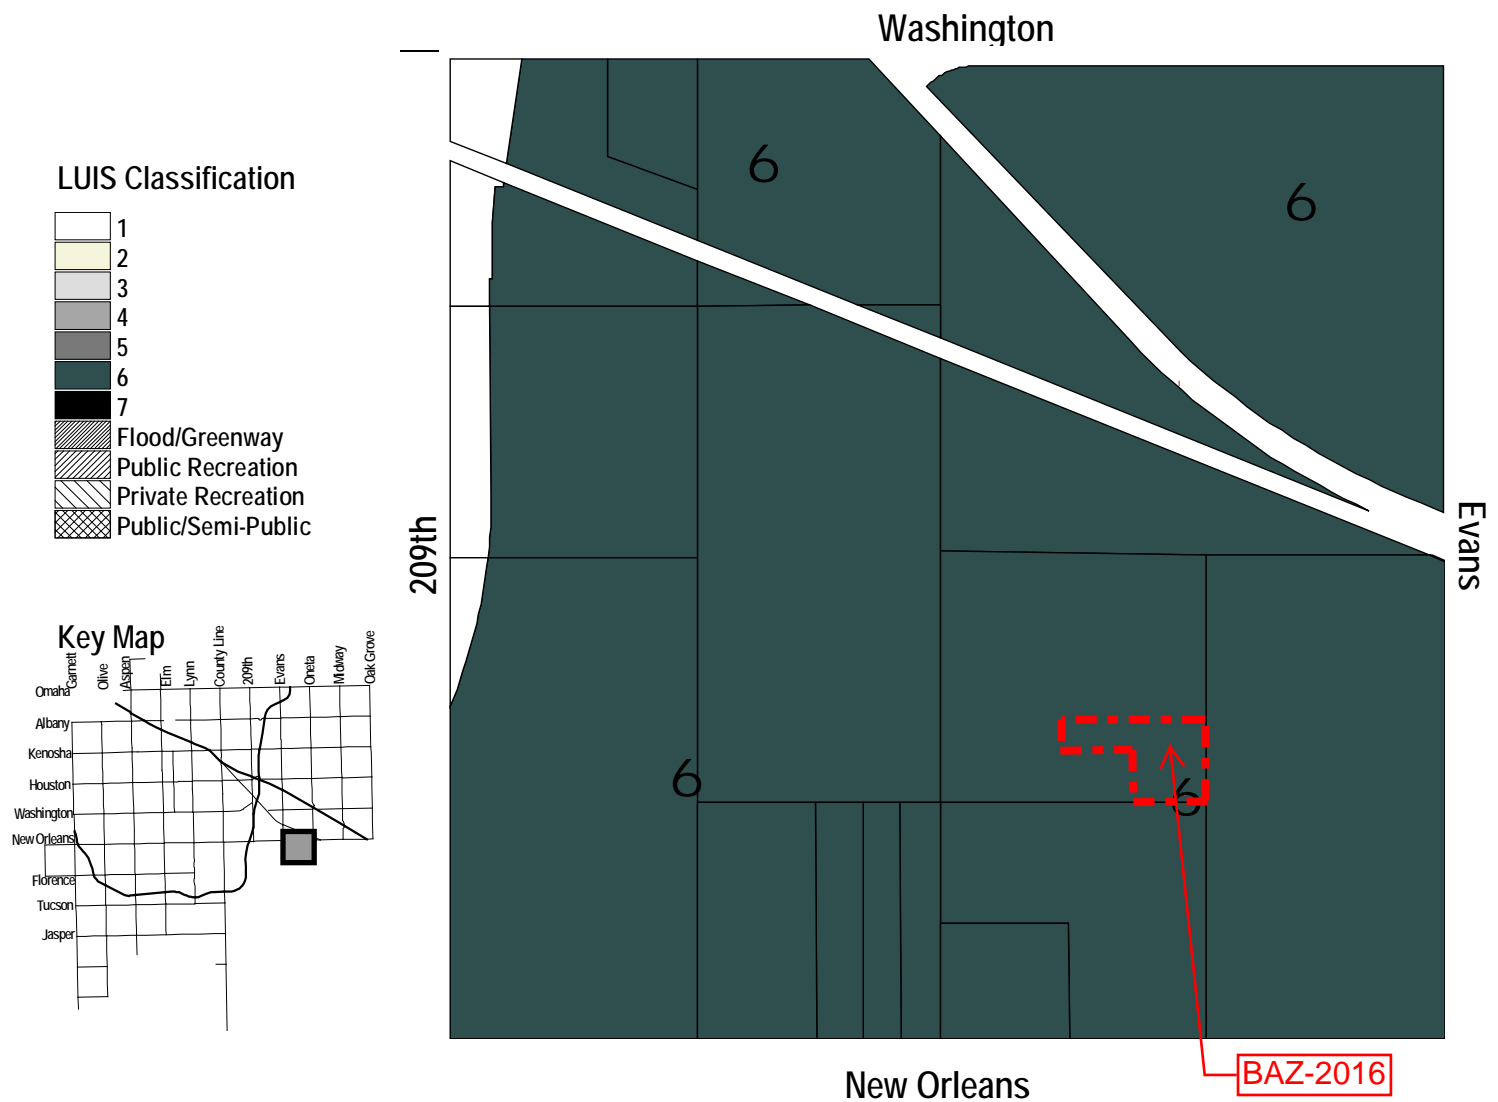 Washington
LUIS Classification
1
2
3
4
5
6
7
Flood/Greenway
Public Recreation
Private Recreation
Public/Semi-Public
6
6
209th
Evans
6
6
Key Map
Garnett
Olive
Aspen
Elm
Lynn
County Line
209th
Evans
Oneta
Midway
Oak Grove
Omaha
Albany
Kenosha
Houston
Washington
New Orleans
Florence
Tucson
Jasper
BAZ-2016
New Orleans